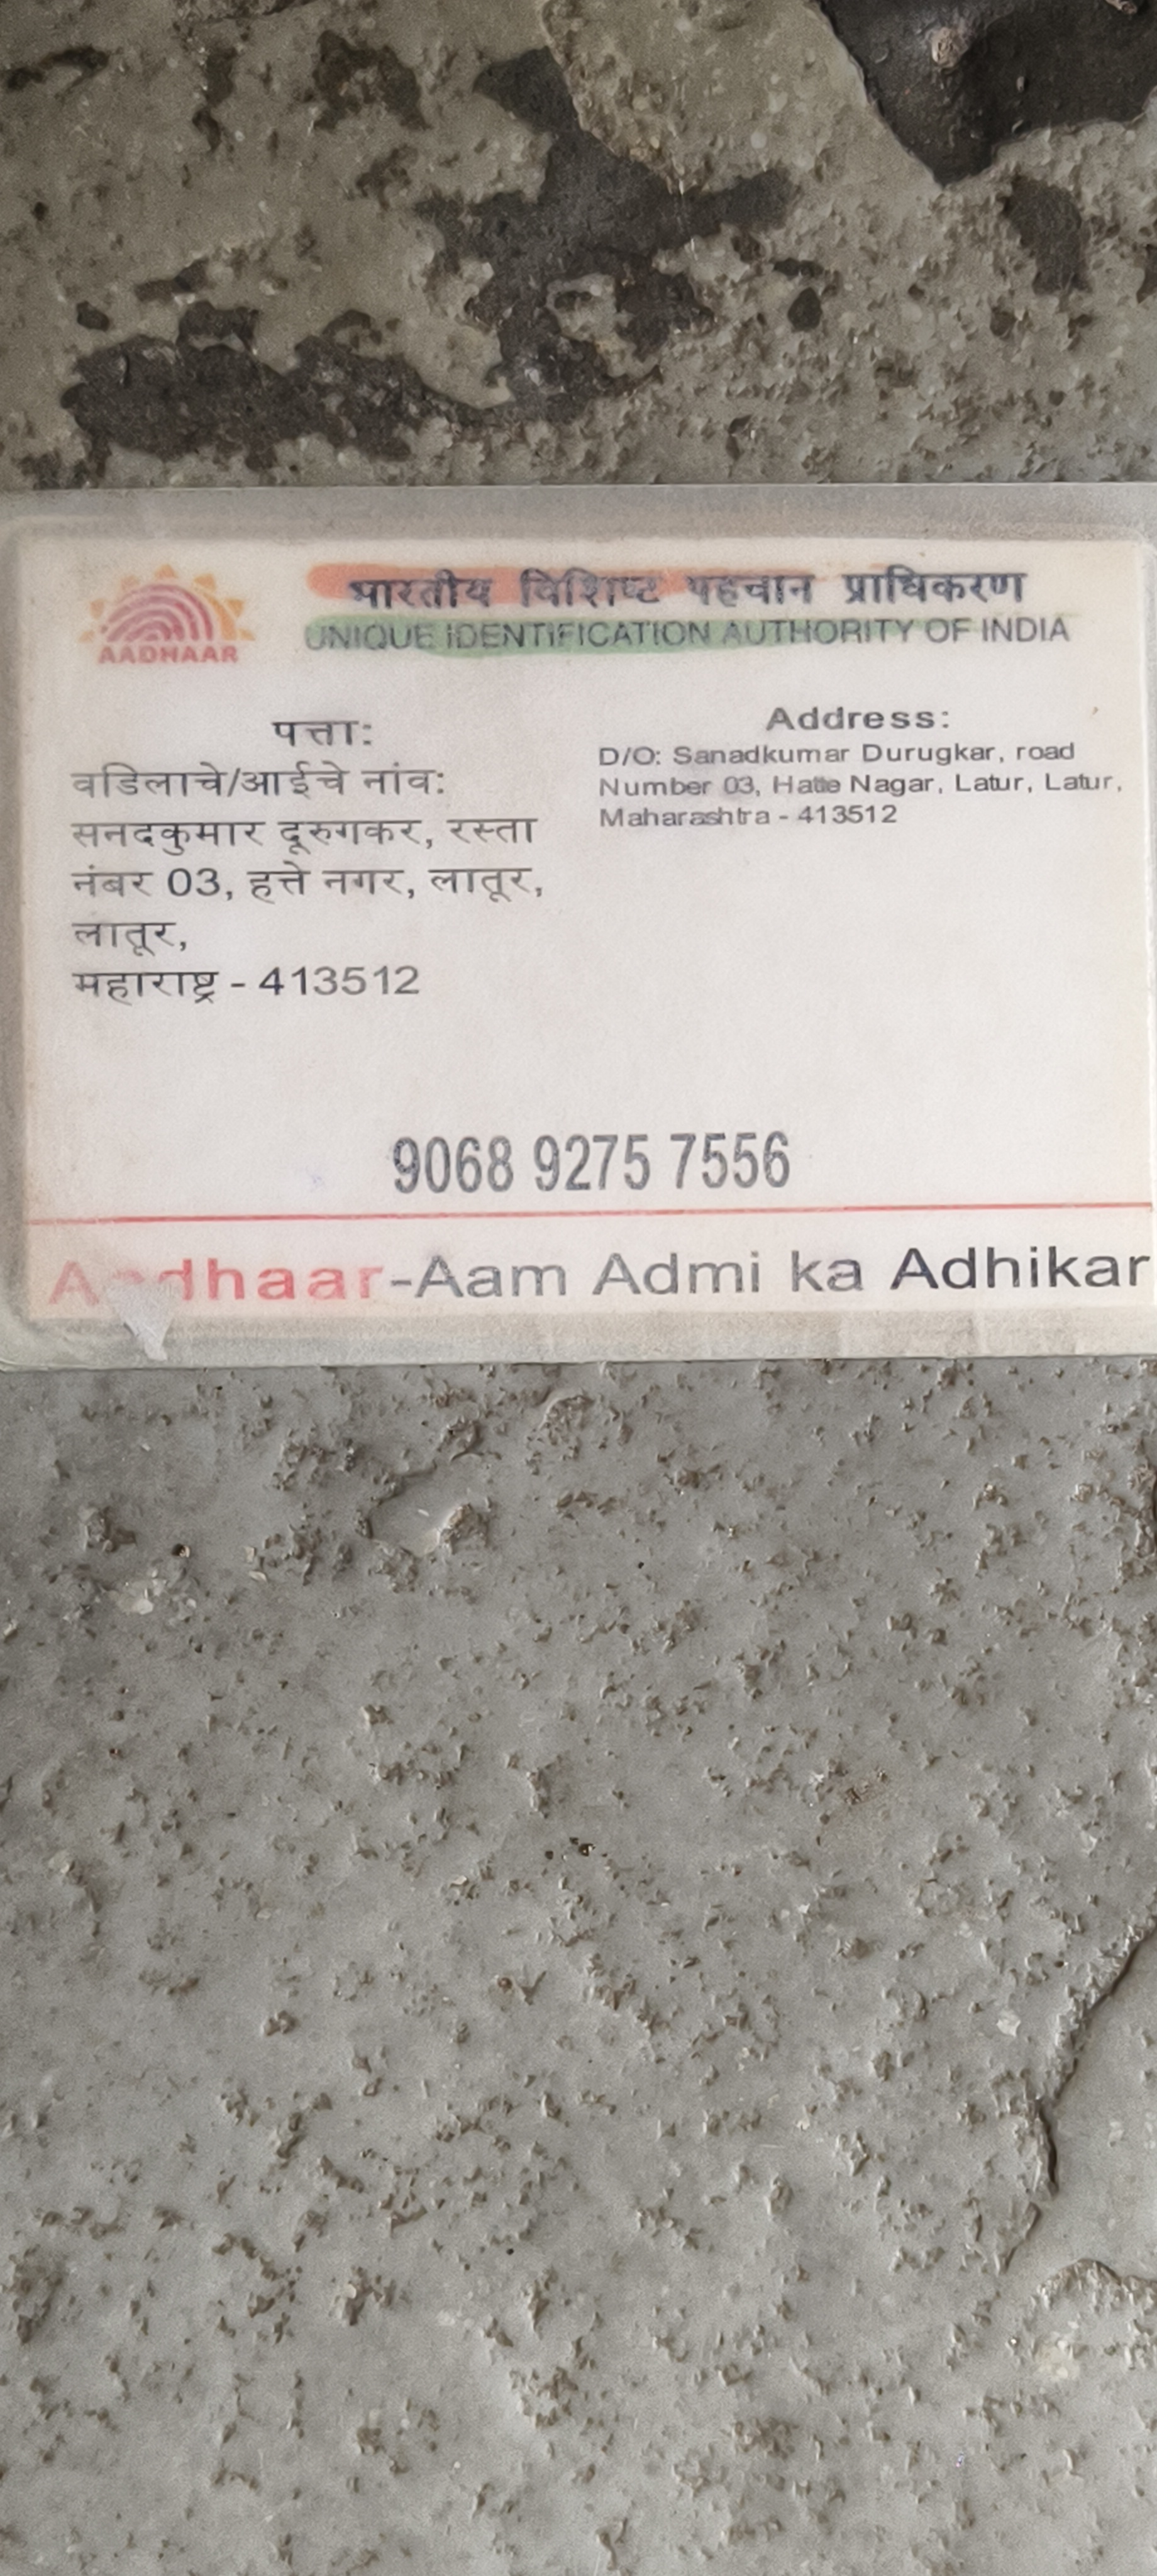 AADHAAR
भारतीय विशिष्ट पहचान प्राधिकरण
UNIQUE IDENTIFICATION AUTHORITY OF INDIA
पत्ता:
वडिलाचे/आईचे नांव:
सनदकुमार दूरुगकर, रस्ता
नंबर 03, हत्ते नगर, लातूर,
लातूर,
महाराष्ट्र - 413512
Address:
D/O: Sanadkumar Durugkar, road
Number 03, Hatte Nagar, Latur, Latur,
Maharashtra - 413512
9068 9275 7556
Aadhaar-Aam Admi ka Adhikar